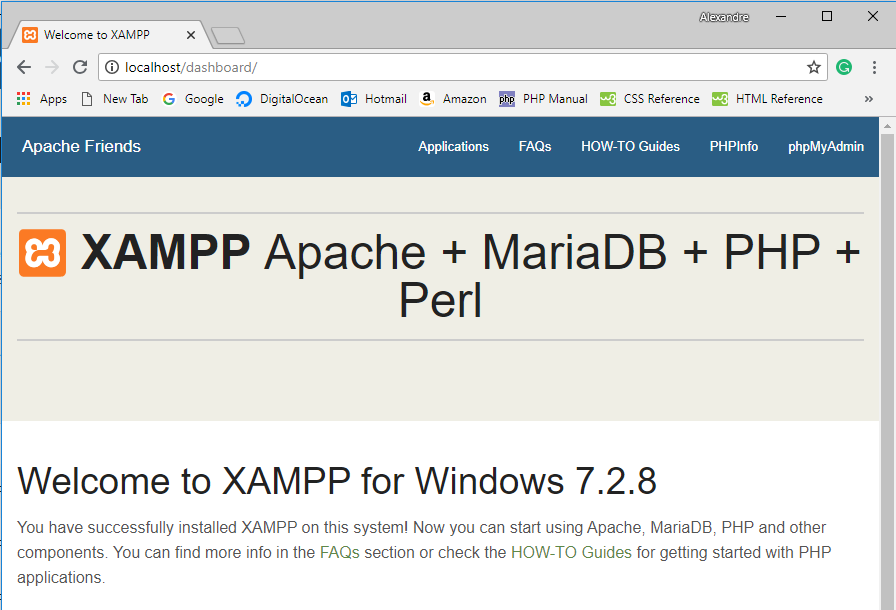 Alexandre
Welcome to XAMPP
localhost/dashboard/
Apps New Tab Google DigitalOcean Hotmail Amazon php PHP Manual CSS Reference HTML Reference »
Apache Friends Applications FAQs HOW-TO Guides PHPInfo phpMyAdmin
XAMPP Apache + MariaDB + PHP +
Perl
Welcome to XAMPP for Windows 7.2.8
You have successfully installed XAMPP on this system! Now you can start using Apache, MariaDB, PHP and other
components. You can find more info in the FAQs section or check the HOW-TO Guides for getting started with PHP
applications.